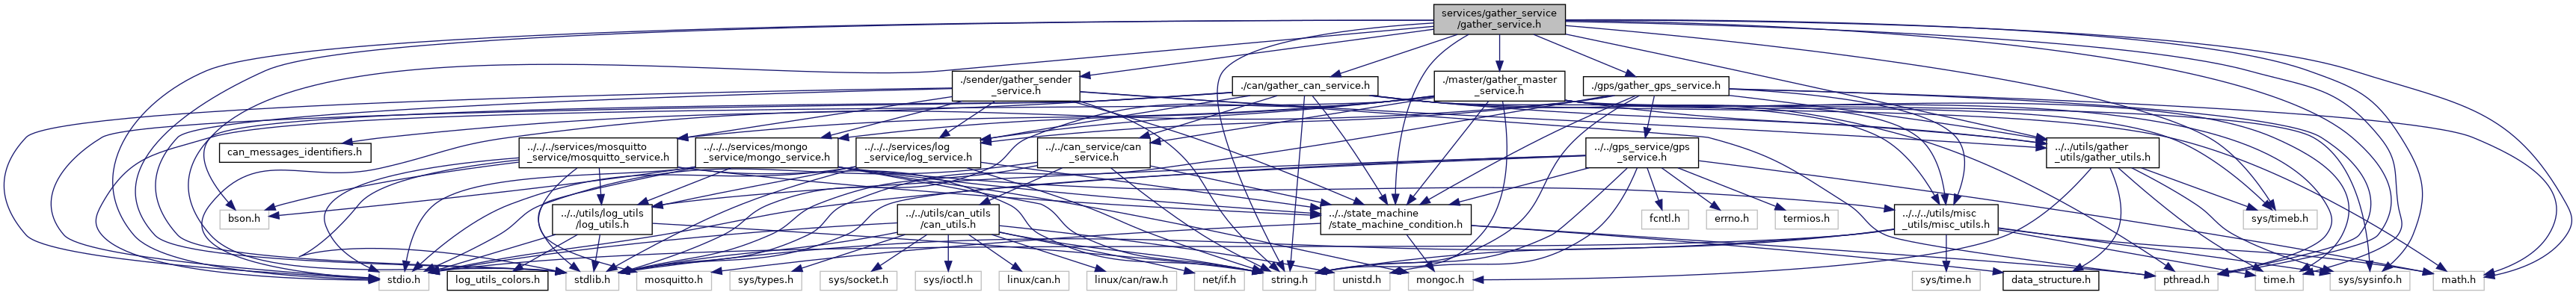 services/gather_service
/gather_service.h
./sender/gather_sender
_service.h
./can/gather_can_service.h
./master/gather_master
_service.h
./gps/gather_gps_service.h
can_messages_identifiers.h
../../../services/mosquitto
_service/mosquitto_service.h
../../../services/mongo
_service/mongo_service.h
../../../services/log
_service/log_service.h
../../can_service/can
_service.h
../../gps_service/gps
_service.h
../../utils/gather
_utils/gather_utils.h
bson.h
../../utils/log_utils
/log_utils.h
../../utils/can_utils
/can_utils.h
../../state_machine
/state_machine_condition.h
fcntl.h
errno.h
termios.h
../../../utils/misc
_utils/misc_utils.h
sys/timeb.h
stdio.h
log_utils_colors.h
stdlib.h
mosquitto.h
sys/types.h
sys/socket.h
sys/ioctl.h
linux/can.h
linux/can/raw.h
net/if.h
string.h
unistd.h
mongoc.h
sys/time.h
data_structure.h
pthread.h
time.h
sys/sysinfo.h
math.h